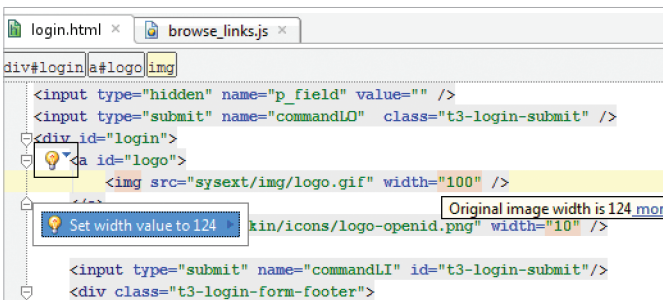 login.html × browse_links.js ×
div#login a#logo img
<input type="hidden" name="p_field" value="" />
<input type="submit" name="commandLO"  class="t3-login-submit" />
<div id="login">
<a id="logo">
<img src="sysext/img/logo.gif" width="100" />
Original image width is 124 mor
Set width value to 124 kin/icons/logo-openid.png" width="10" />
<input type="submit" name="commandLI" id="t3-login-submit"/>
<div class="t3-login-form-footer">